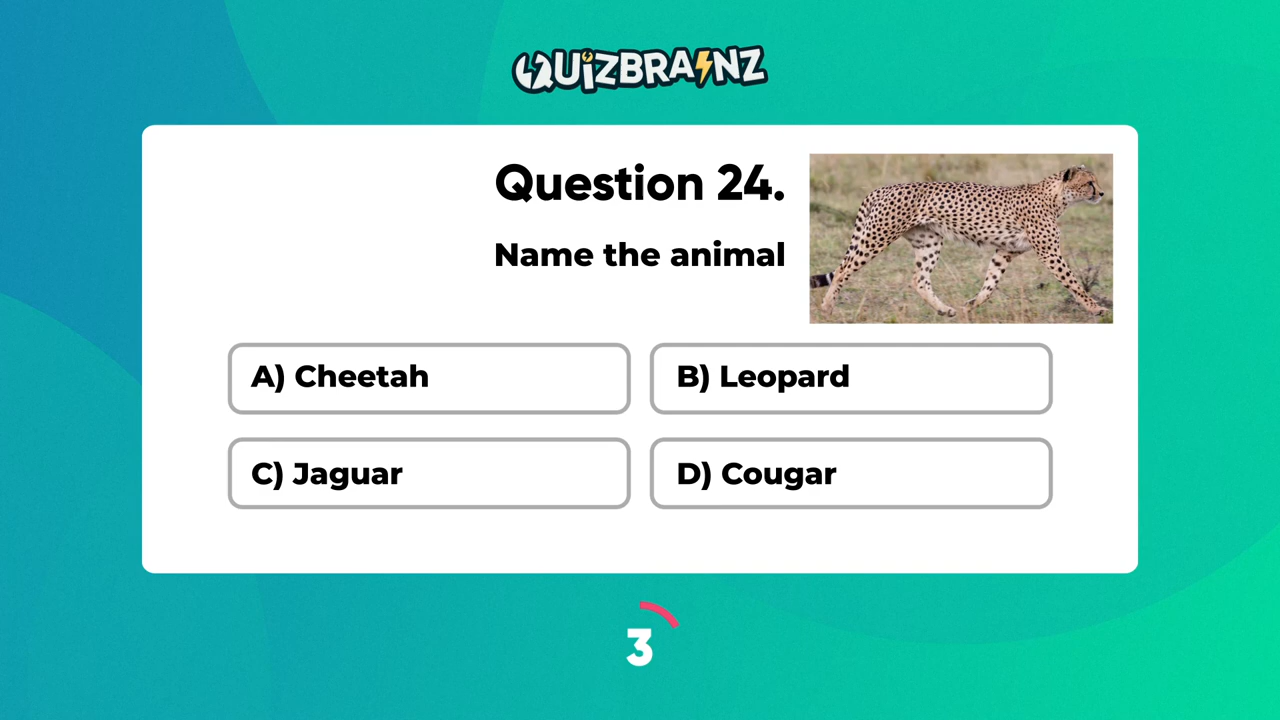 QUIZBRAINZ
Question 24.
Name the animal
A) Cheetah
B) Leopard
C) Jaguar
D) Cougar
3